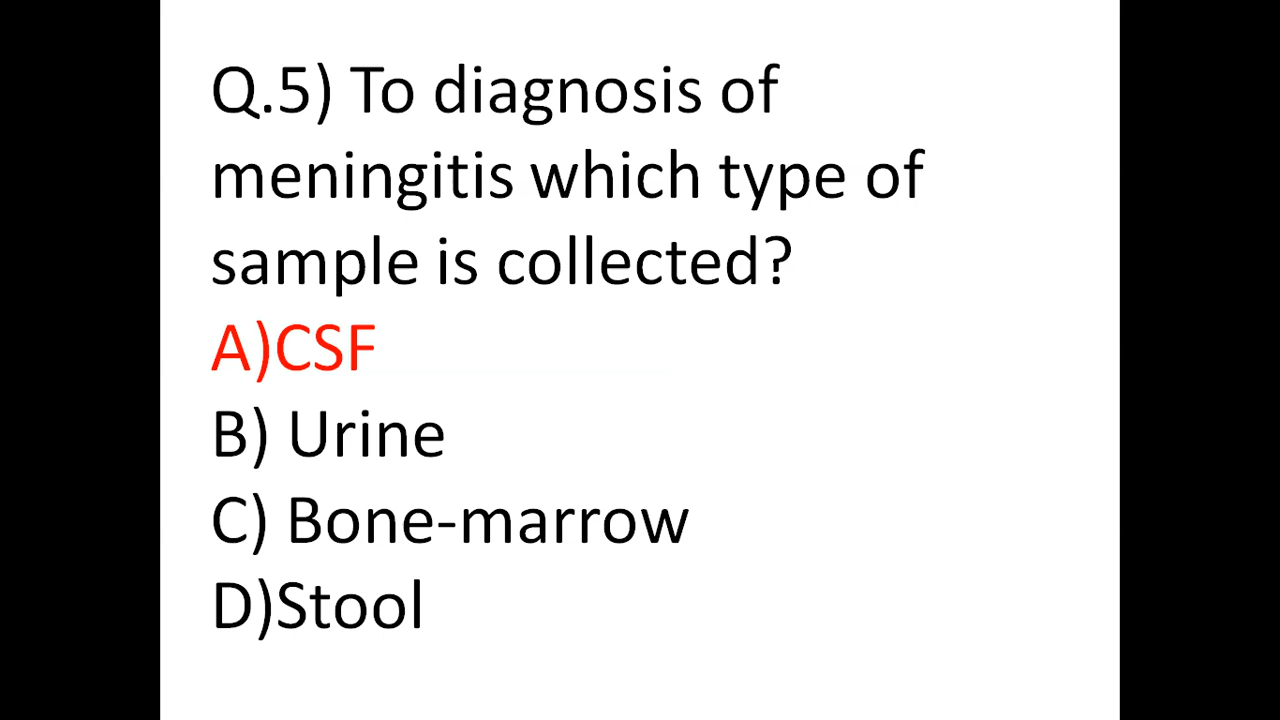 Q.5) To diagnosis of
meningitis which type of
sample is collected?
A)CSF
B) Urine
C) Bone-marrow
D)Stool